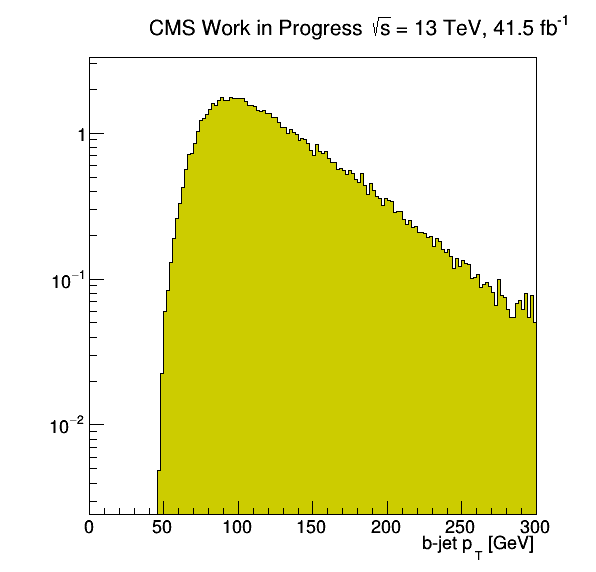 CMS Work in Progress √s = 13 TeV, 41.5 fb⁻¹
1
10⁻¹
10⁻²
0 50 100 150 200 250 300
b-jet p_T [GeV]